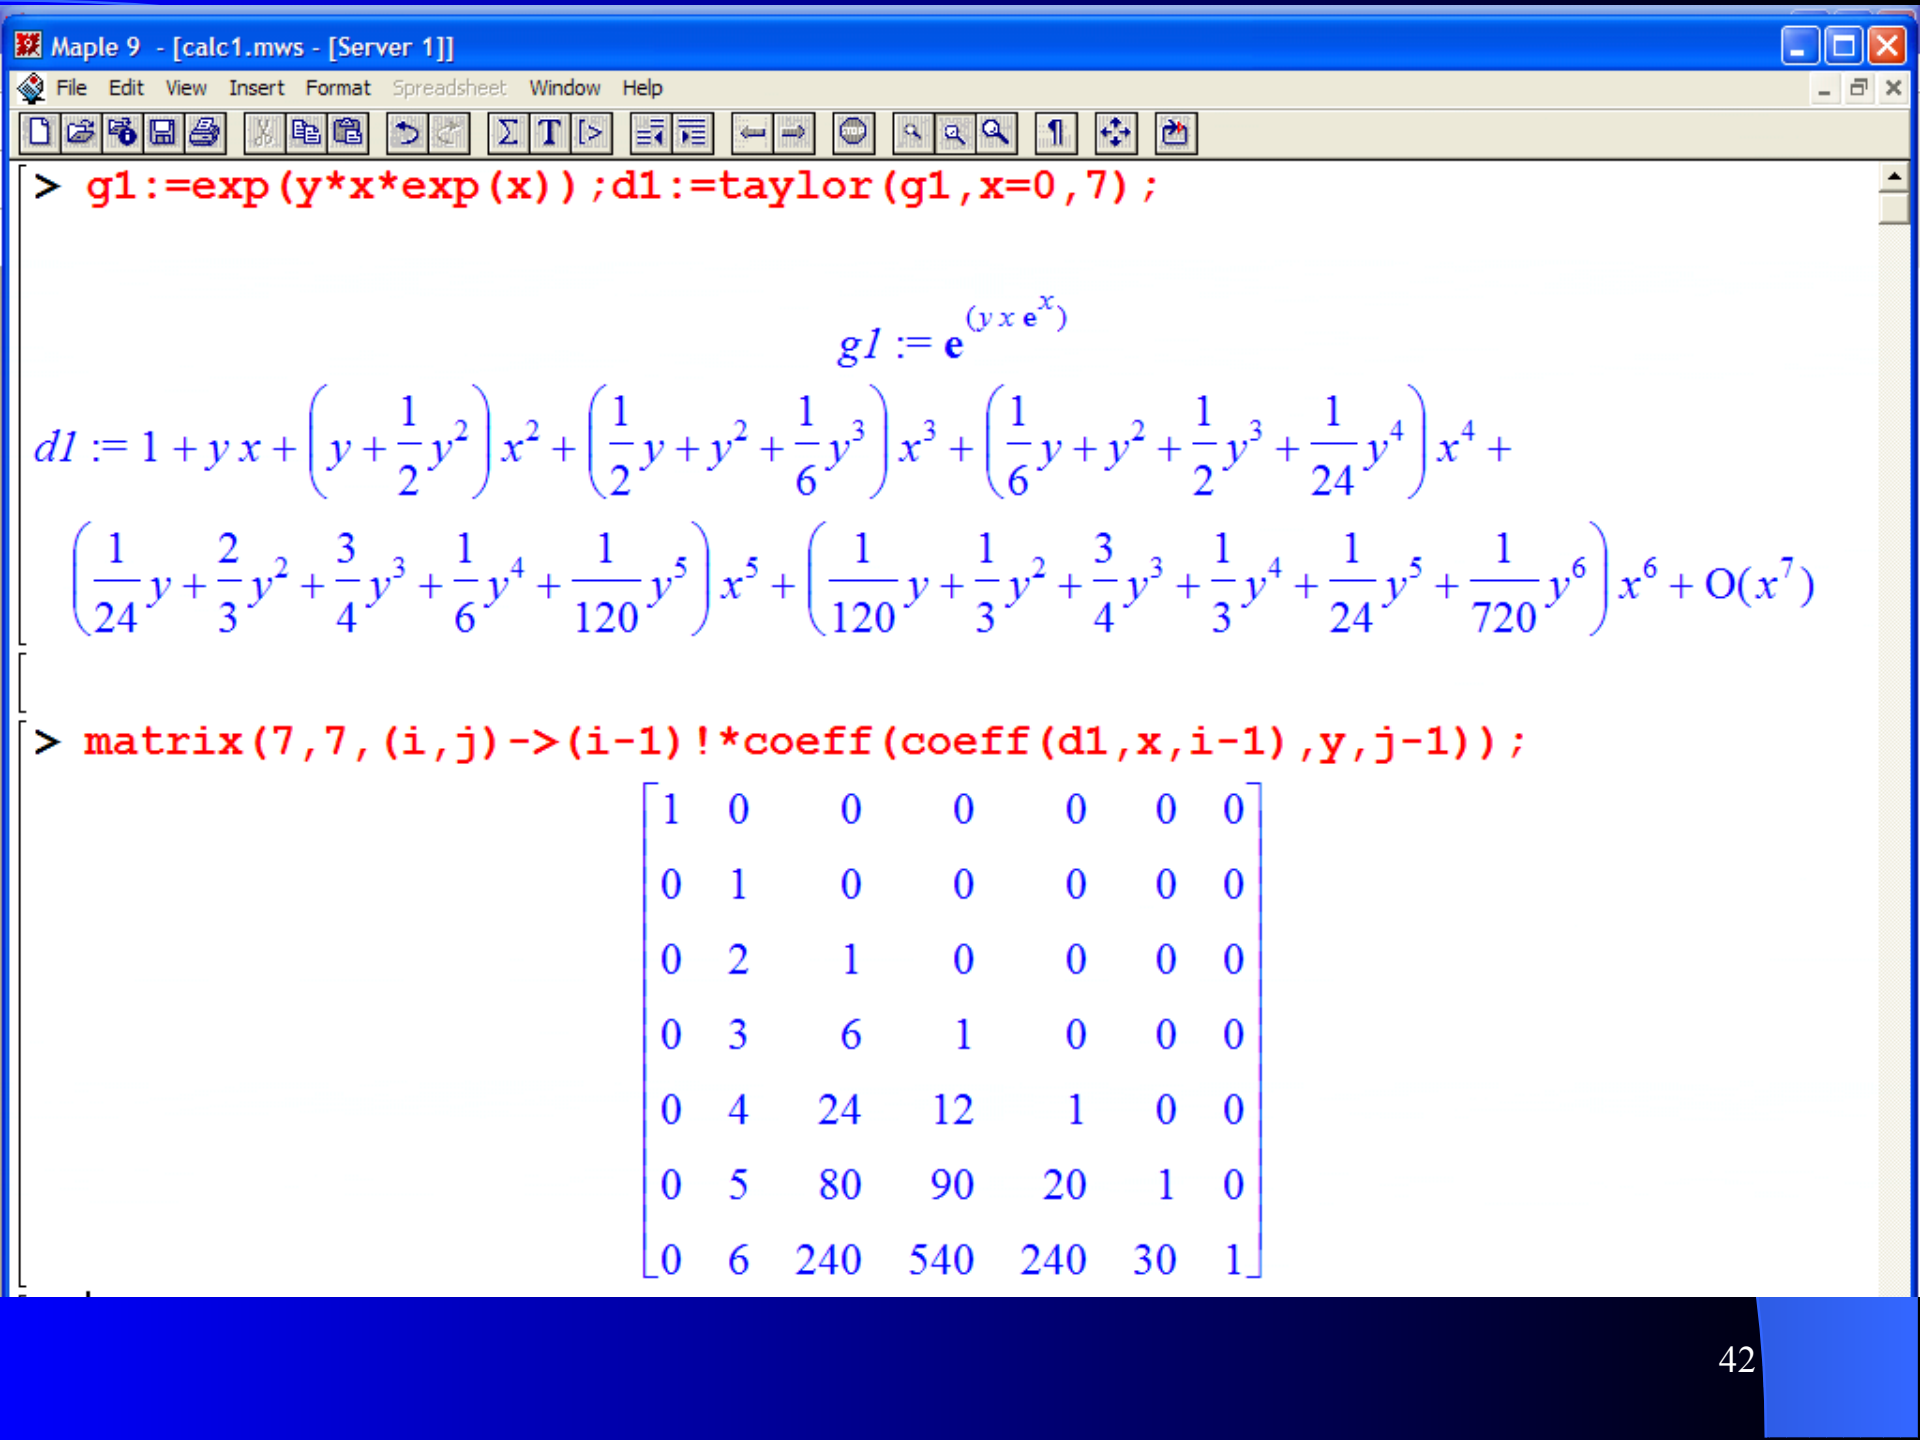 Maple 9 - [calc1.mws - [Server 1]]
File Edit View Insert Format Spreadsheet Window Help
> g1:=exp(y*x*exp(x));d1:=taylor(g1,x=0,7);
g1 := e^(y x e^x)
d1 := 1 + y x + (y + 1/2 y^2) x^2 + (1/2 y + y^2 + 1/6 y^3) x^3 + (1/6 y + y^2 + 1/2 y^3 + 1/24 y^4) x^4 +
(1/24 y + 2/3 y^2 + 3/4 y^3 + 1/6 y^4 + 1/120 y^5) x^5 + (1/120 y + 1/3 y^2 + 3/4 y^3 + 1/3 y^4 + 1/24 y^5 + 1/720 y^6) x^6 + O(x^7)
> matrix(7,7,(i,j)->(i-1)!*coeff(coeff(d1,x,i-1),y,j-1));
1 0 0 0 0 0 0
0 1 0 0 0 0 0
0 2 1 0 0 0 0
0 3 6 1 0 0 0
0 4 24 12 1 0 0
0 5 80 90 20 1 0
0 6 240 540 240 30 1
42